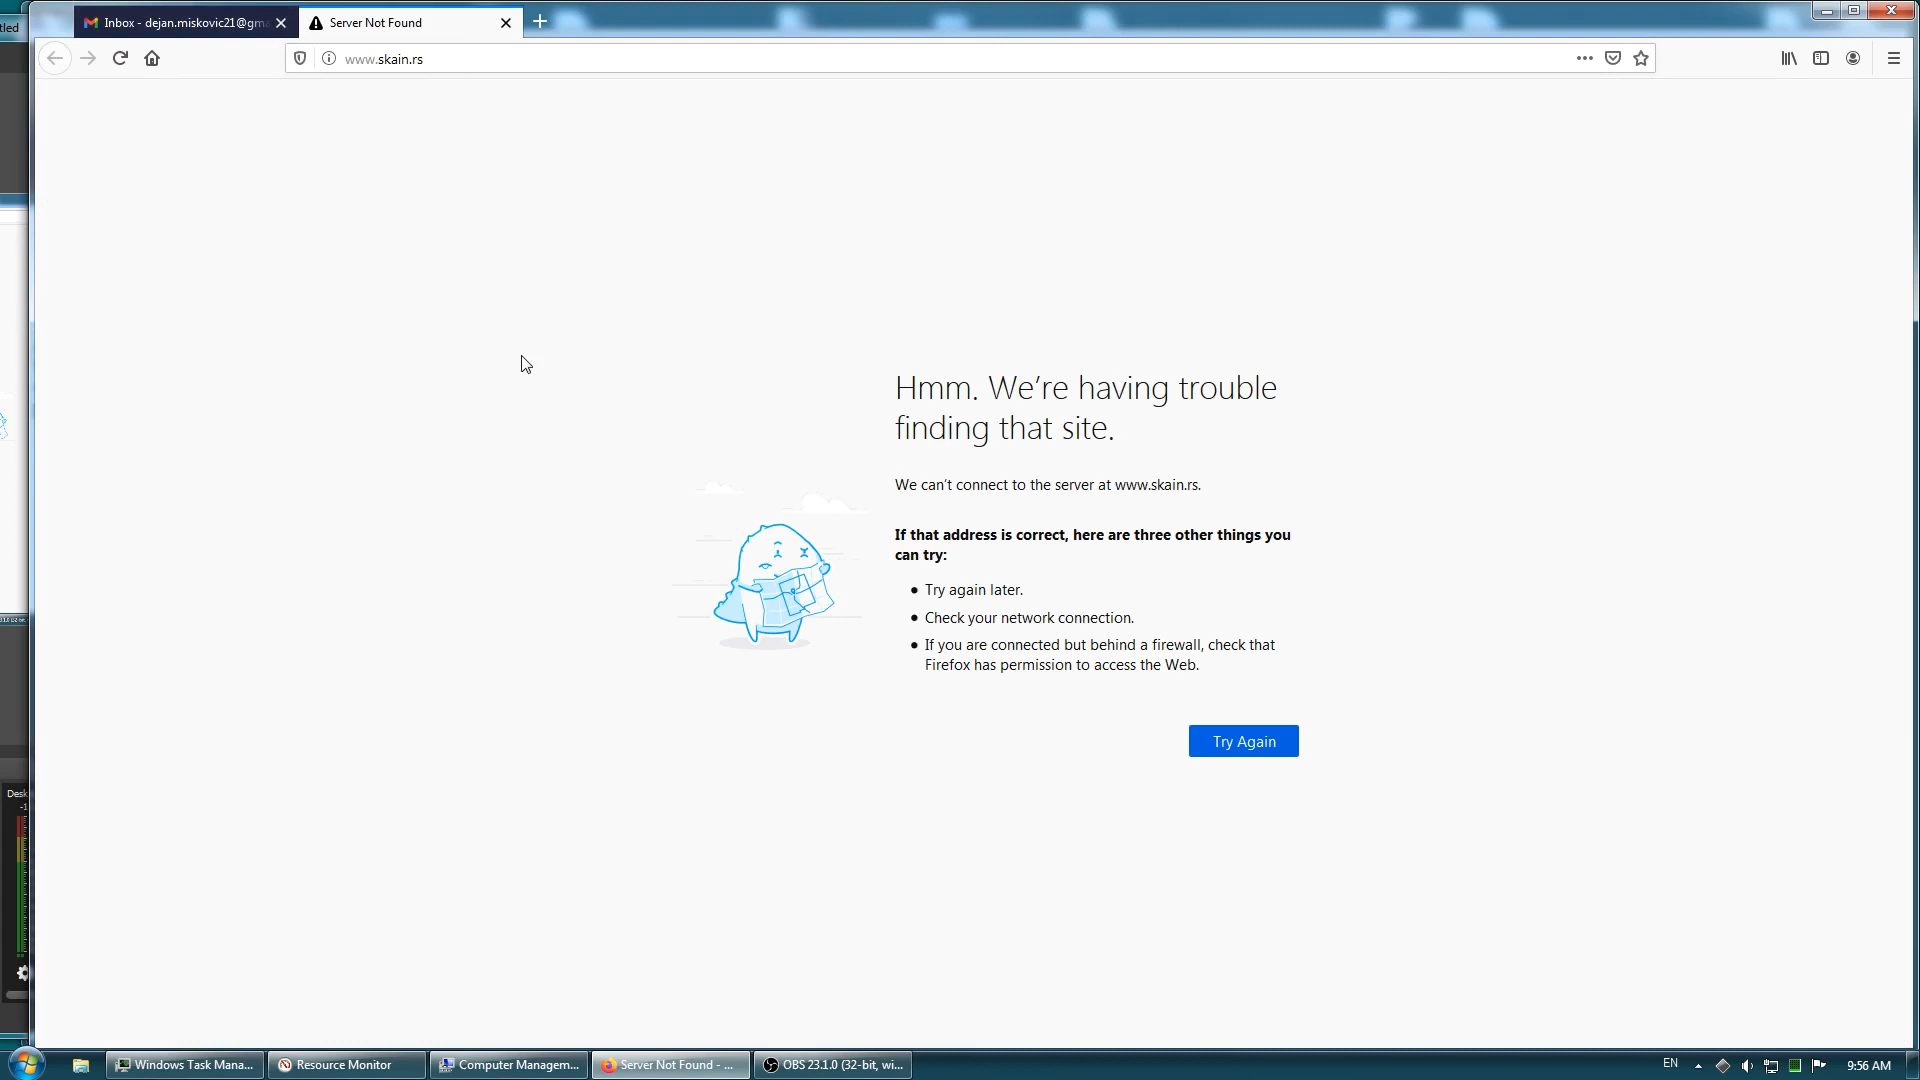 tled
Inbox - dejan.miskovic21@gma
Server Not Found
www.skain.rs
Hmm. We’re having trouble
finding that site.
We can’t connect to the server at www.skain.rs.
If that address is correct, here are three other things you
can try:
Try again later.
Check your network connection.
If you are connected but behind a firewall, check that
Firefox has permission to access the Web.
Try Again
Desk
-1
Windows Task Mana...
Resource Monitor
Computer Managem...
Server Not Found - ...
OBS 23.1.0 (32-bit, wi...
EN
9:56 AM